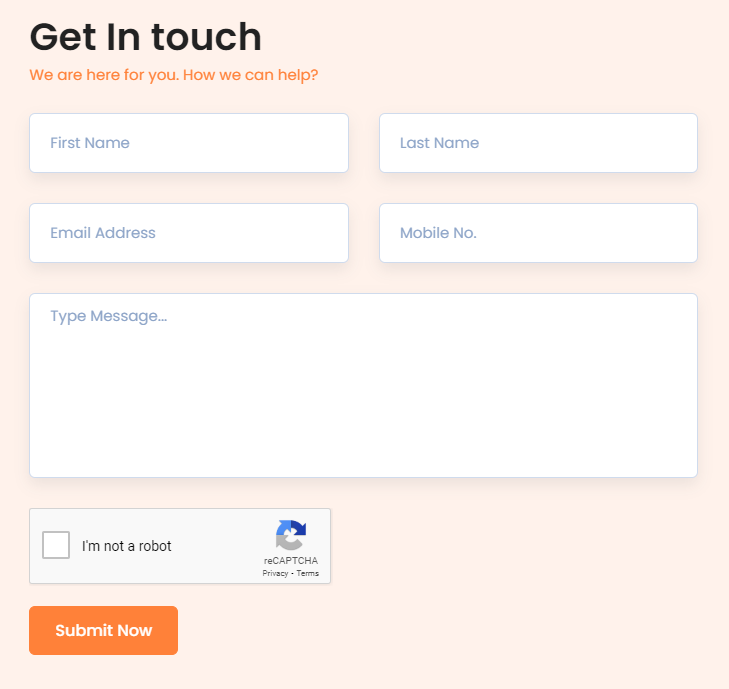 Get In touch
We are here for you. How we can help?
First Name
Last Name
Email Address
Mobile No.
Type Message...
I'm not a robot
reCAPTCHA
Privacy - Terms
Submit Now